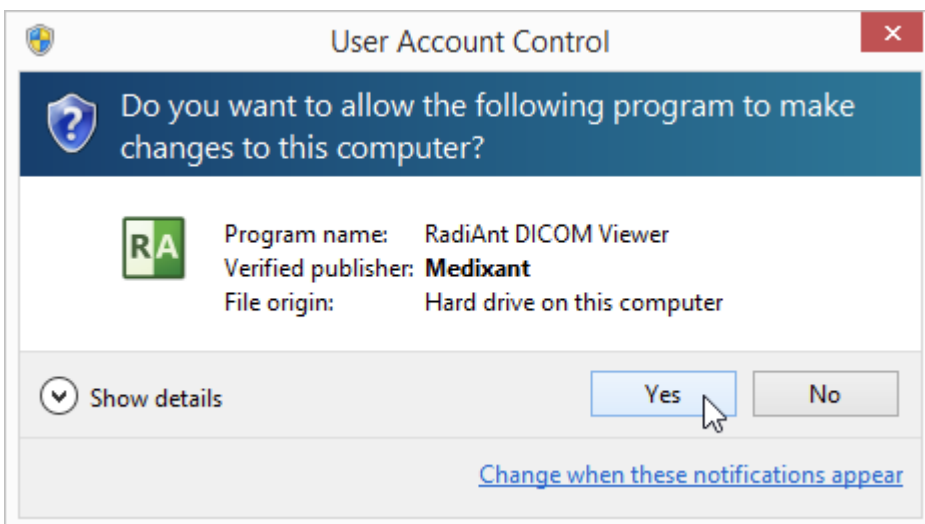 User Account Control
Do you want to allow the following program to make
changes to this computer?
RA
Program name: RadiAnt DICOM Viewer
Verified publisher: Medixant
File origin: Hard drive on this computer
Show details
Yes
No
Change when these notifications appear